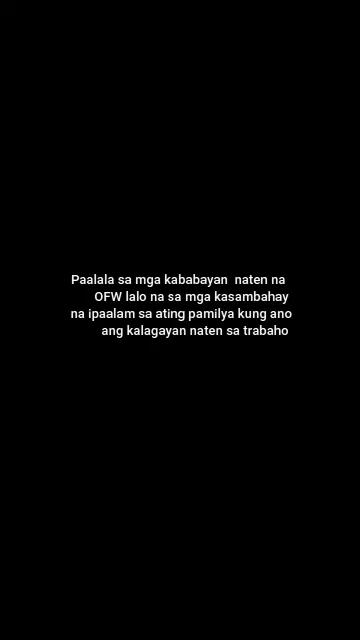 Paalala sa mga kababayan  naten na
OFW lalo na sa mga kasambahay
na ipaalam sa ating pamilya kung ano
ang kalagayan naten sa trabaho